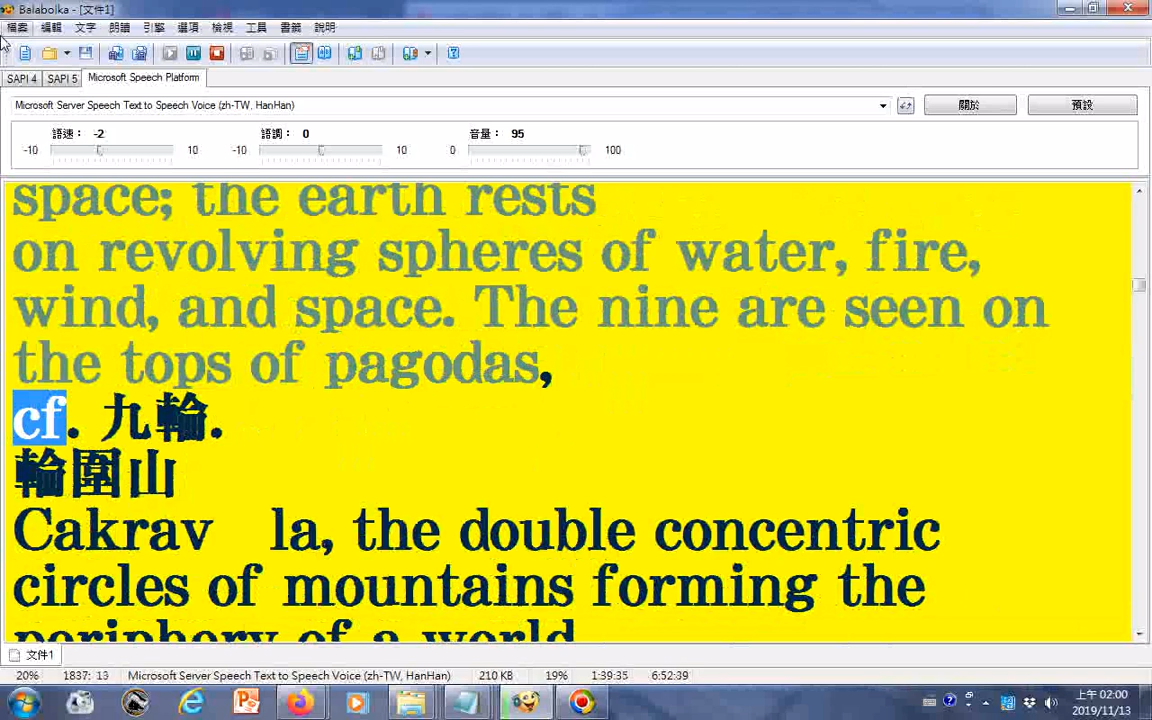 Balabolka - [文件1]
檔案 編輯 文字 朗讀 引擎 選項 檢視 工具 書籤 說明
SAPI 4 SAPI 5 Microsoft Speech Platform
Microsoft Server Speech Text to Speech Voice (zh-TW, HanHan) 關於 預設
語速： -2 語調： 0 音量： 95
-10 10 -10 10 0 100
space; the earth rests
on revolving spheres of water, fire,
wind, and space. The nine are seen on
the tops of pagodas,
cf. 九輪.
輪圍山
Cakrav la, the double concentric
circles of mountains forming the
periphery of a world
文件1
20% 1837: 13 Microsoft Server Speech Text to Speech Voice (zh-TW, HanHan) 210 KB 19% 1:39:35 6:52:39
上午 02:00
2019/11/13